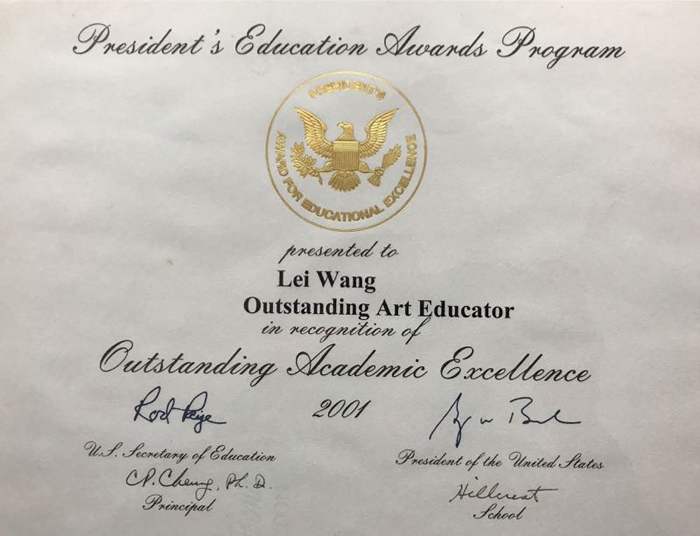 President's Education Awards Program
PRESIDENT'S
AWARD FOR EDUCATIONAL EXCELLENCE
presented to
Lei Wang
Outstanding Art Educator
in recognition of
Outstanding Academic Excellence
Rod Paige
2001
U.S. Secretary of Education
President of the United States
C.P. Cheung, Ph. D.
Hillcrest
Principal
School